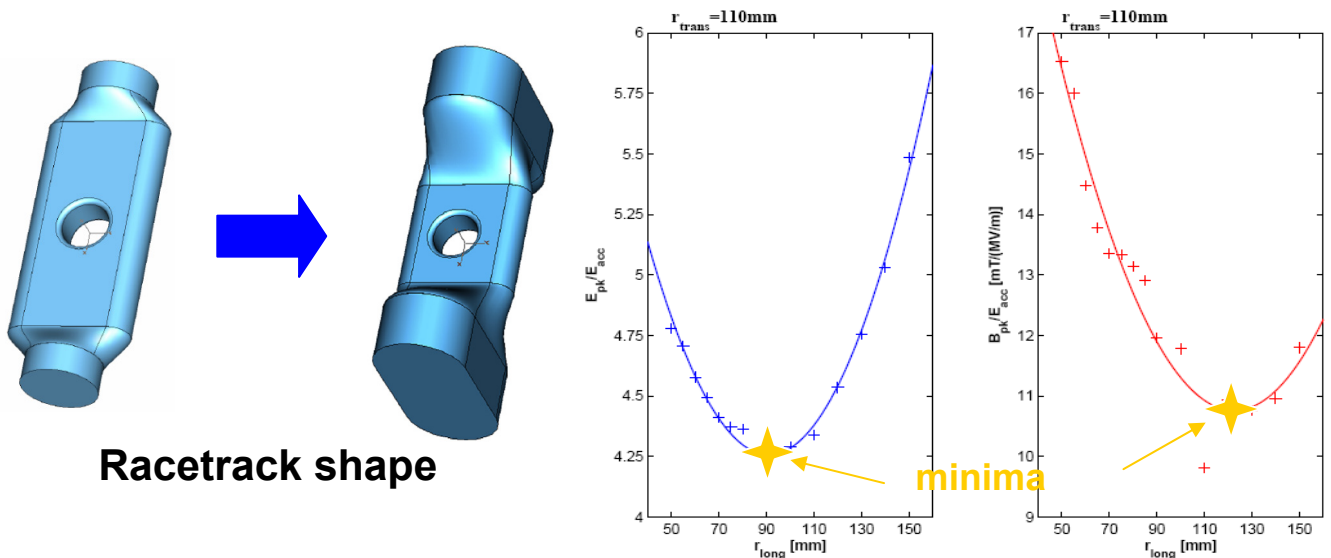 Racetrack shape
r_trans=110mm
6
5.75
5.5
5.25
5
4.75
4.5
4.25
4
E_pk/E_acc
50 70 90 110 130 150
r_long [mm]
r_trans=110mm
17
16
15
14
13
12
11
10
9
B_pk/E_acc [mT/(MV/m)]
50 70 90 110 130 150
r_long [mm]
minima